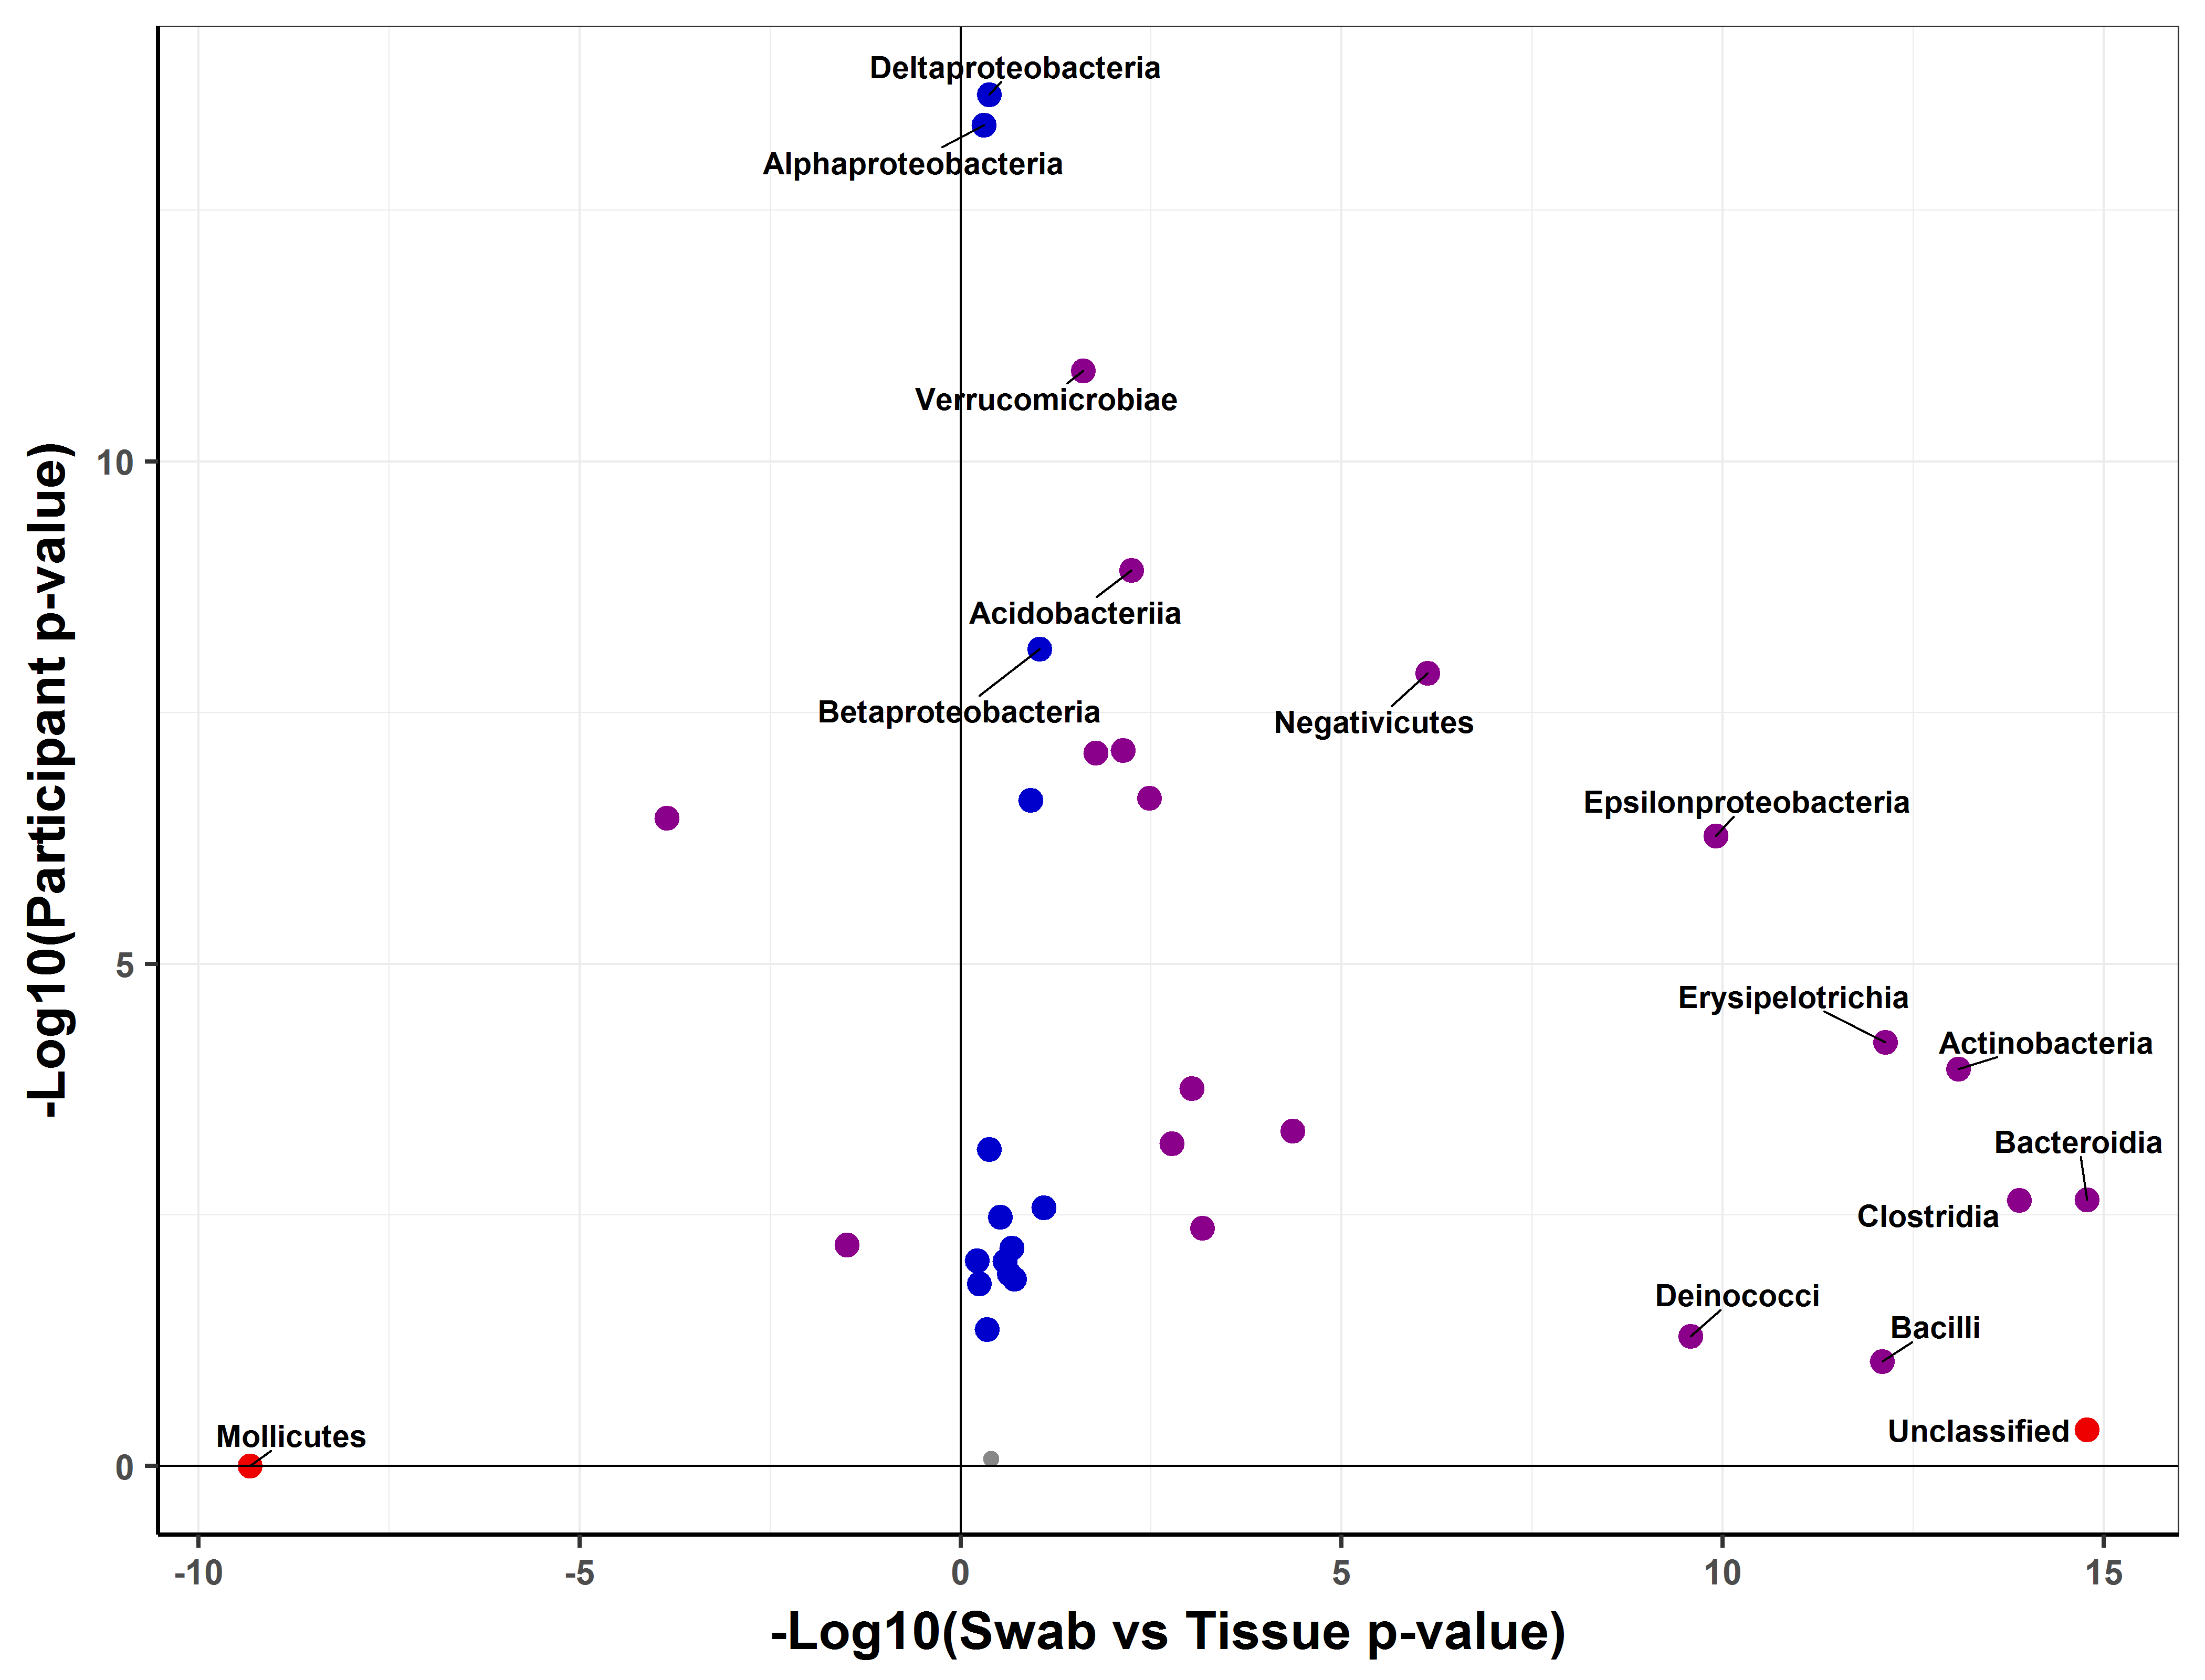 Deltaproteobacteria
Alphaproteobacteria
Verrucomicrobiae
10
Acidobacteriia
Betaproteobacteria
Negativicutes
Epsilonproteobacteria
5
Erysipelotrichia
Actinobacteria
Bacteroidia
Clostridia
Deinococci
Bacilli
Unclassified
Mollicutes
0
-10 -5 0 5 10 15
-Log10(Swab vs Tissue p-value)
-Log10(Participant p-value)